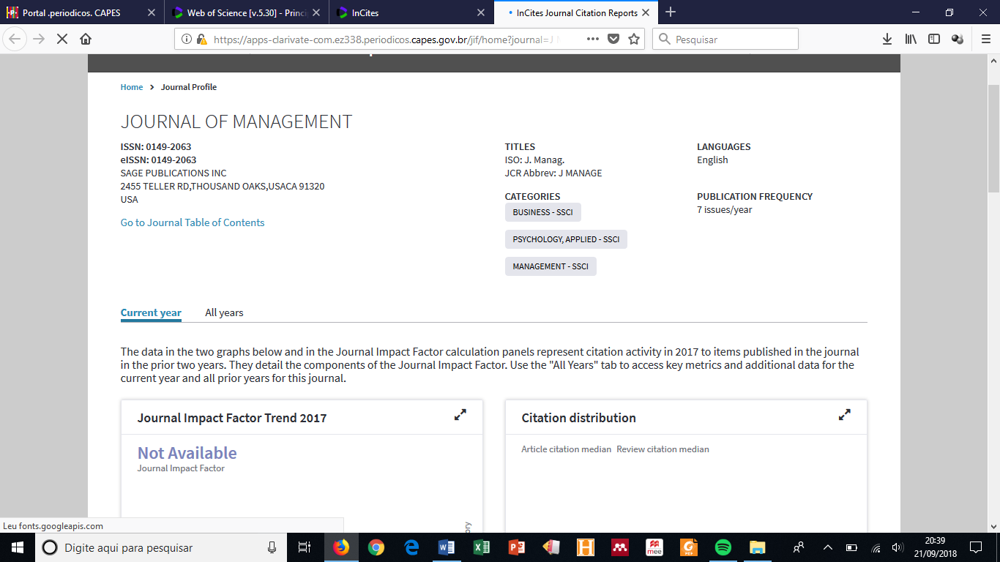 Portal .periodicos. CAPES
Web of Science [v.5.30] - Princi
InCites
InCites Journal Citation Reports
https://apps-clarivate-com.ez338.periodicos.capes.gov.br/jif/home?journal=J
Pesquisar
Home > Journal Profile
JOURNAL OF MANAGEMENT
ISSN: 0149-2063
eISSN: 0149-2063
SAGE PUBLICATIONS INC
2455 TELLER RD,THOUSAND OAKS,USACA 91320
USA
Go to Journal Table of Contents
TITLES
ISO: J. Manag.
JCR Abbrev: J MANAGE
CATEGORIES
BUSINESS - SSCI
PSYCHOLOGY, APPLIED - SSCI
MANAGEMENT - SSCI
LANGUAGES
English
PUBLICATION FREQUENCY
7 issues/year
Current year
All years
The data in the two graphs below and in the Journal Impact Factor calculation panels represent citation activity in 2017 to items published in the journal
in the prior two years. They detail the components of the Journal Impact Factor. Use the "All Years" tab to access key metrics and additional data for the
current year and all prior years for this journal.
Journal Impact Factor Trend 2017
Not Available
Journal Impact Factor
Citation distribution
Article citation median Review citation median
Leu fonts.googleapis.com
Digite aqui para pesquisar
mee
PDF
20:39
21/09/2018